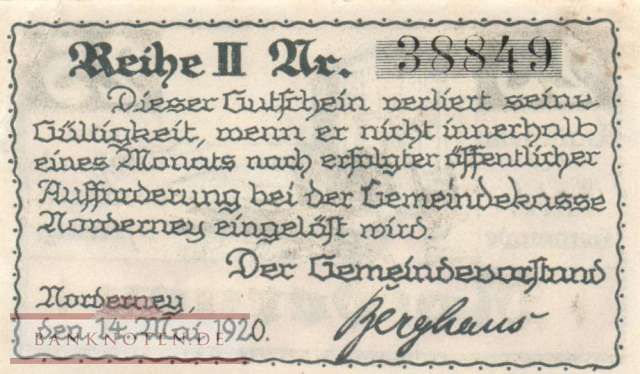 Reihe II Nr. 38849
Dieser Gutschein verliert seine
Gültigkeit, wenn er nicht innerhalb
eines Monats nach erfolgter öffentlicher
Aufforderung bei der Gemeindekasse
Norderney eingelöst wird.
Der Gemeindevorstand
Norderney,
den 14. Mai 1920.
Berghaus
BANKNOTEN.DE